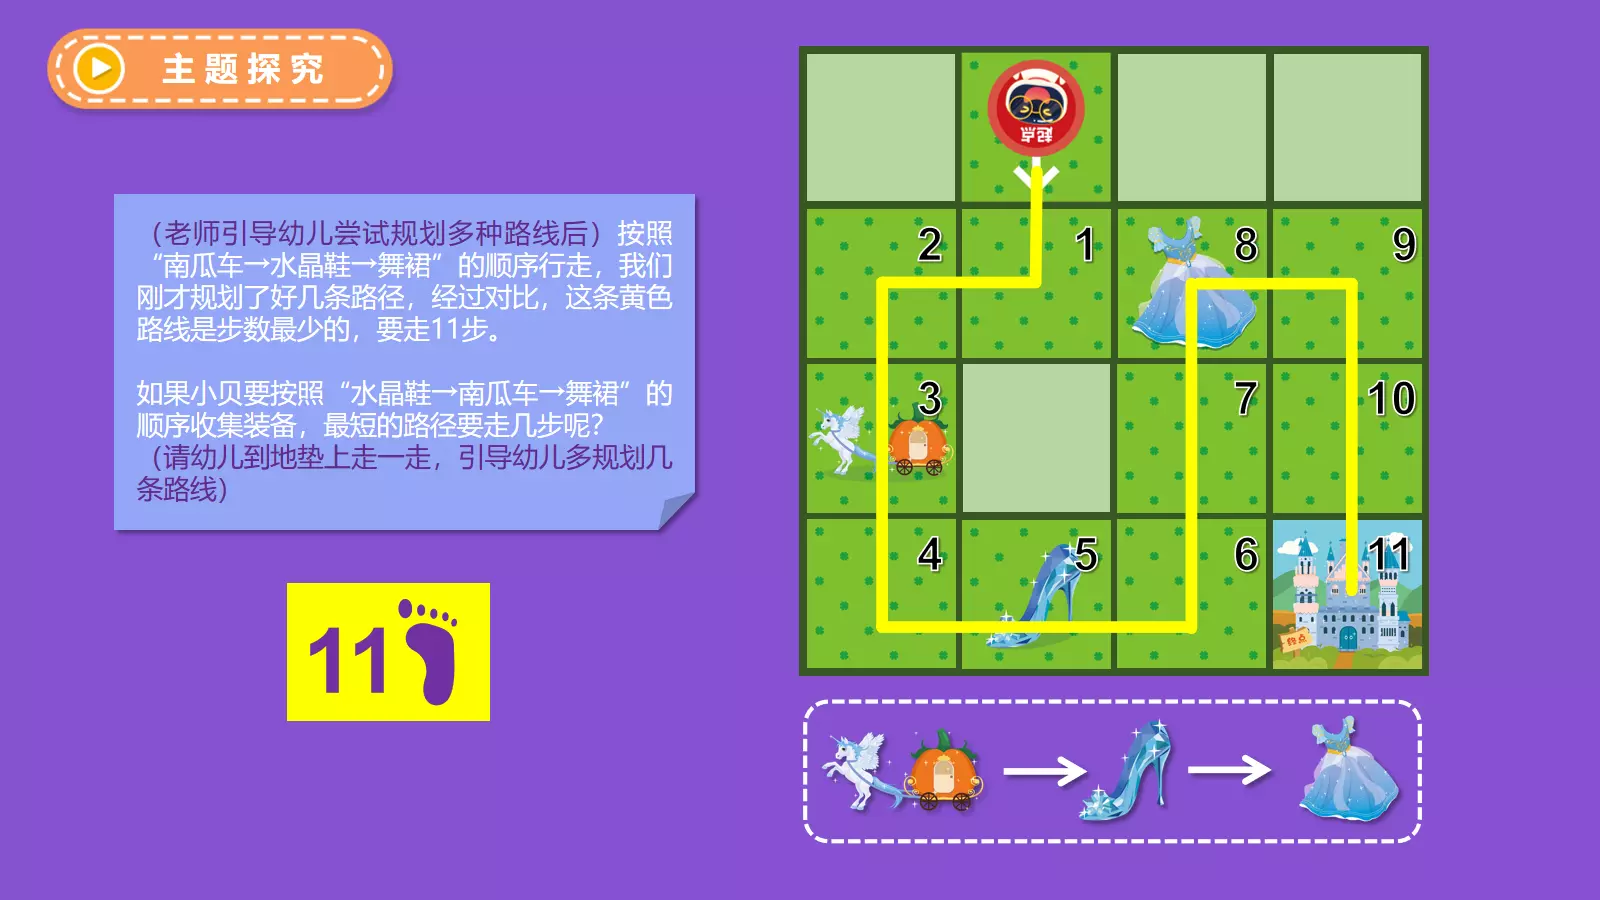 主题探究
（老师引导幼儿尝试规划多种路线后）按照
“南瓜车→水晶鞋→舞裙”的顺序行走，我们
刚才规划了好几条路径，经过对比，这条黄色
路线是步数最少的，要走11步。
如果小贝要按照“水晶鞋→南瓜车→舞裙”的
顺序收集装备，最短的路径要走几步呢？
（请幼儿到地垫上走一走，引导幼儿多规划几
条路线）
11
起点
2 1 8 9
3 7 10
4 5 6 11
终点